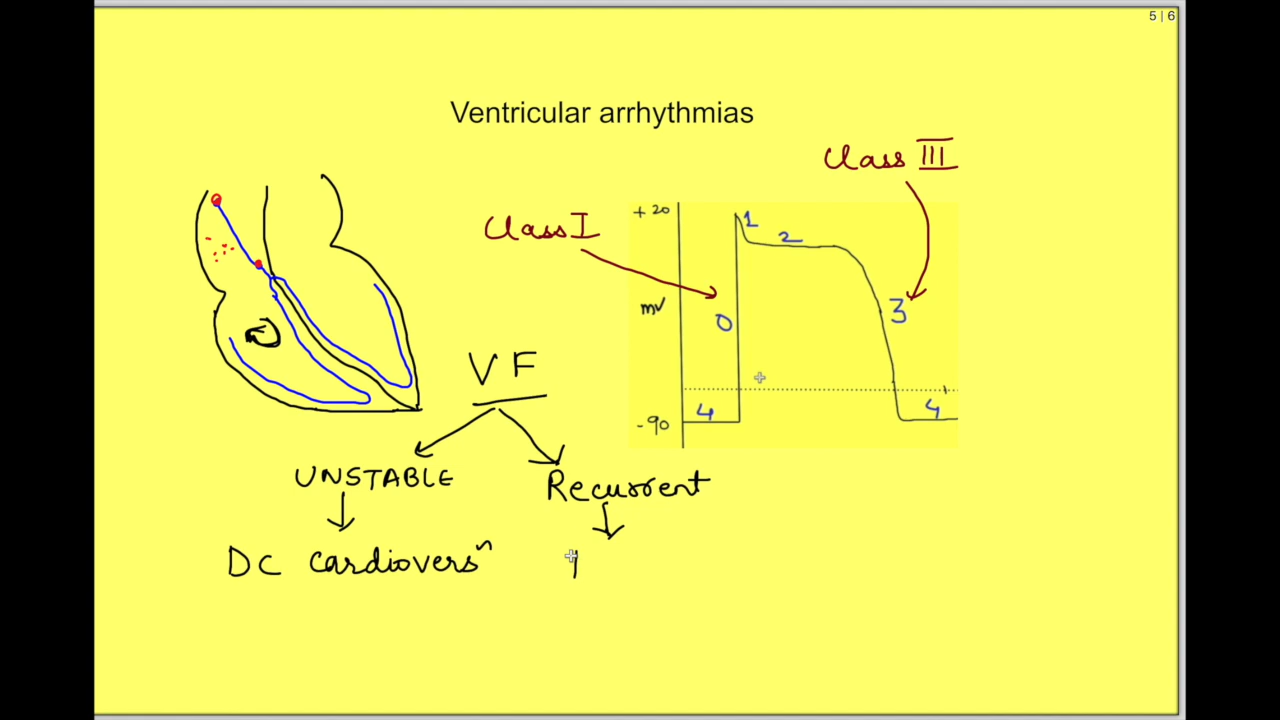 5 | 6
Ventricular arrhythmias
Class III
Class I
+20
1
2
mV
0
3
4
4
-90
VF
UNSTABLE
Recurrent
DC cardioversⁿ